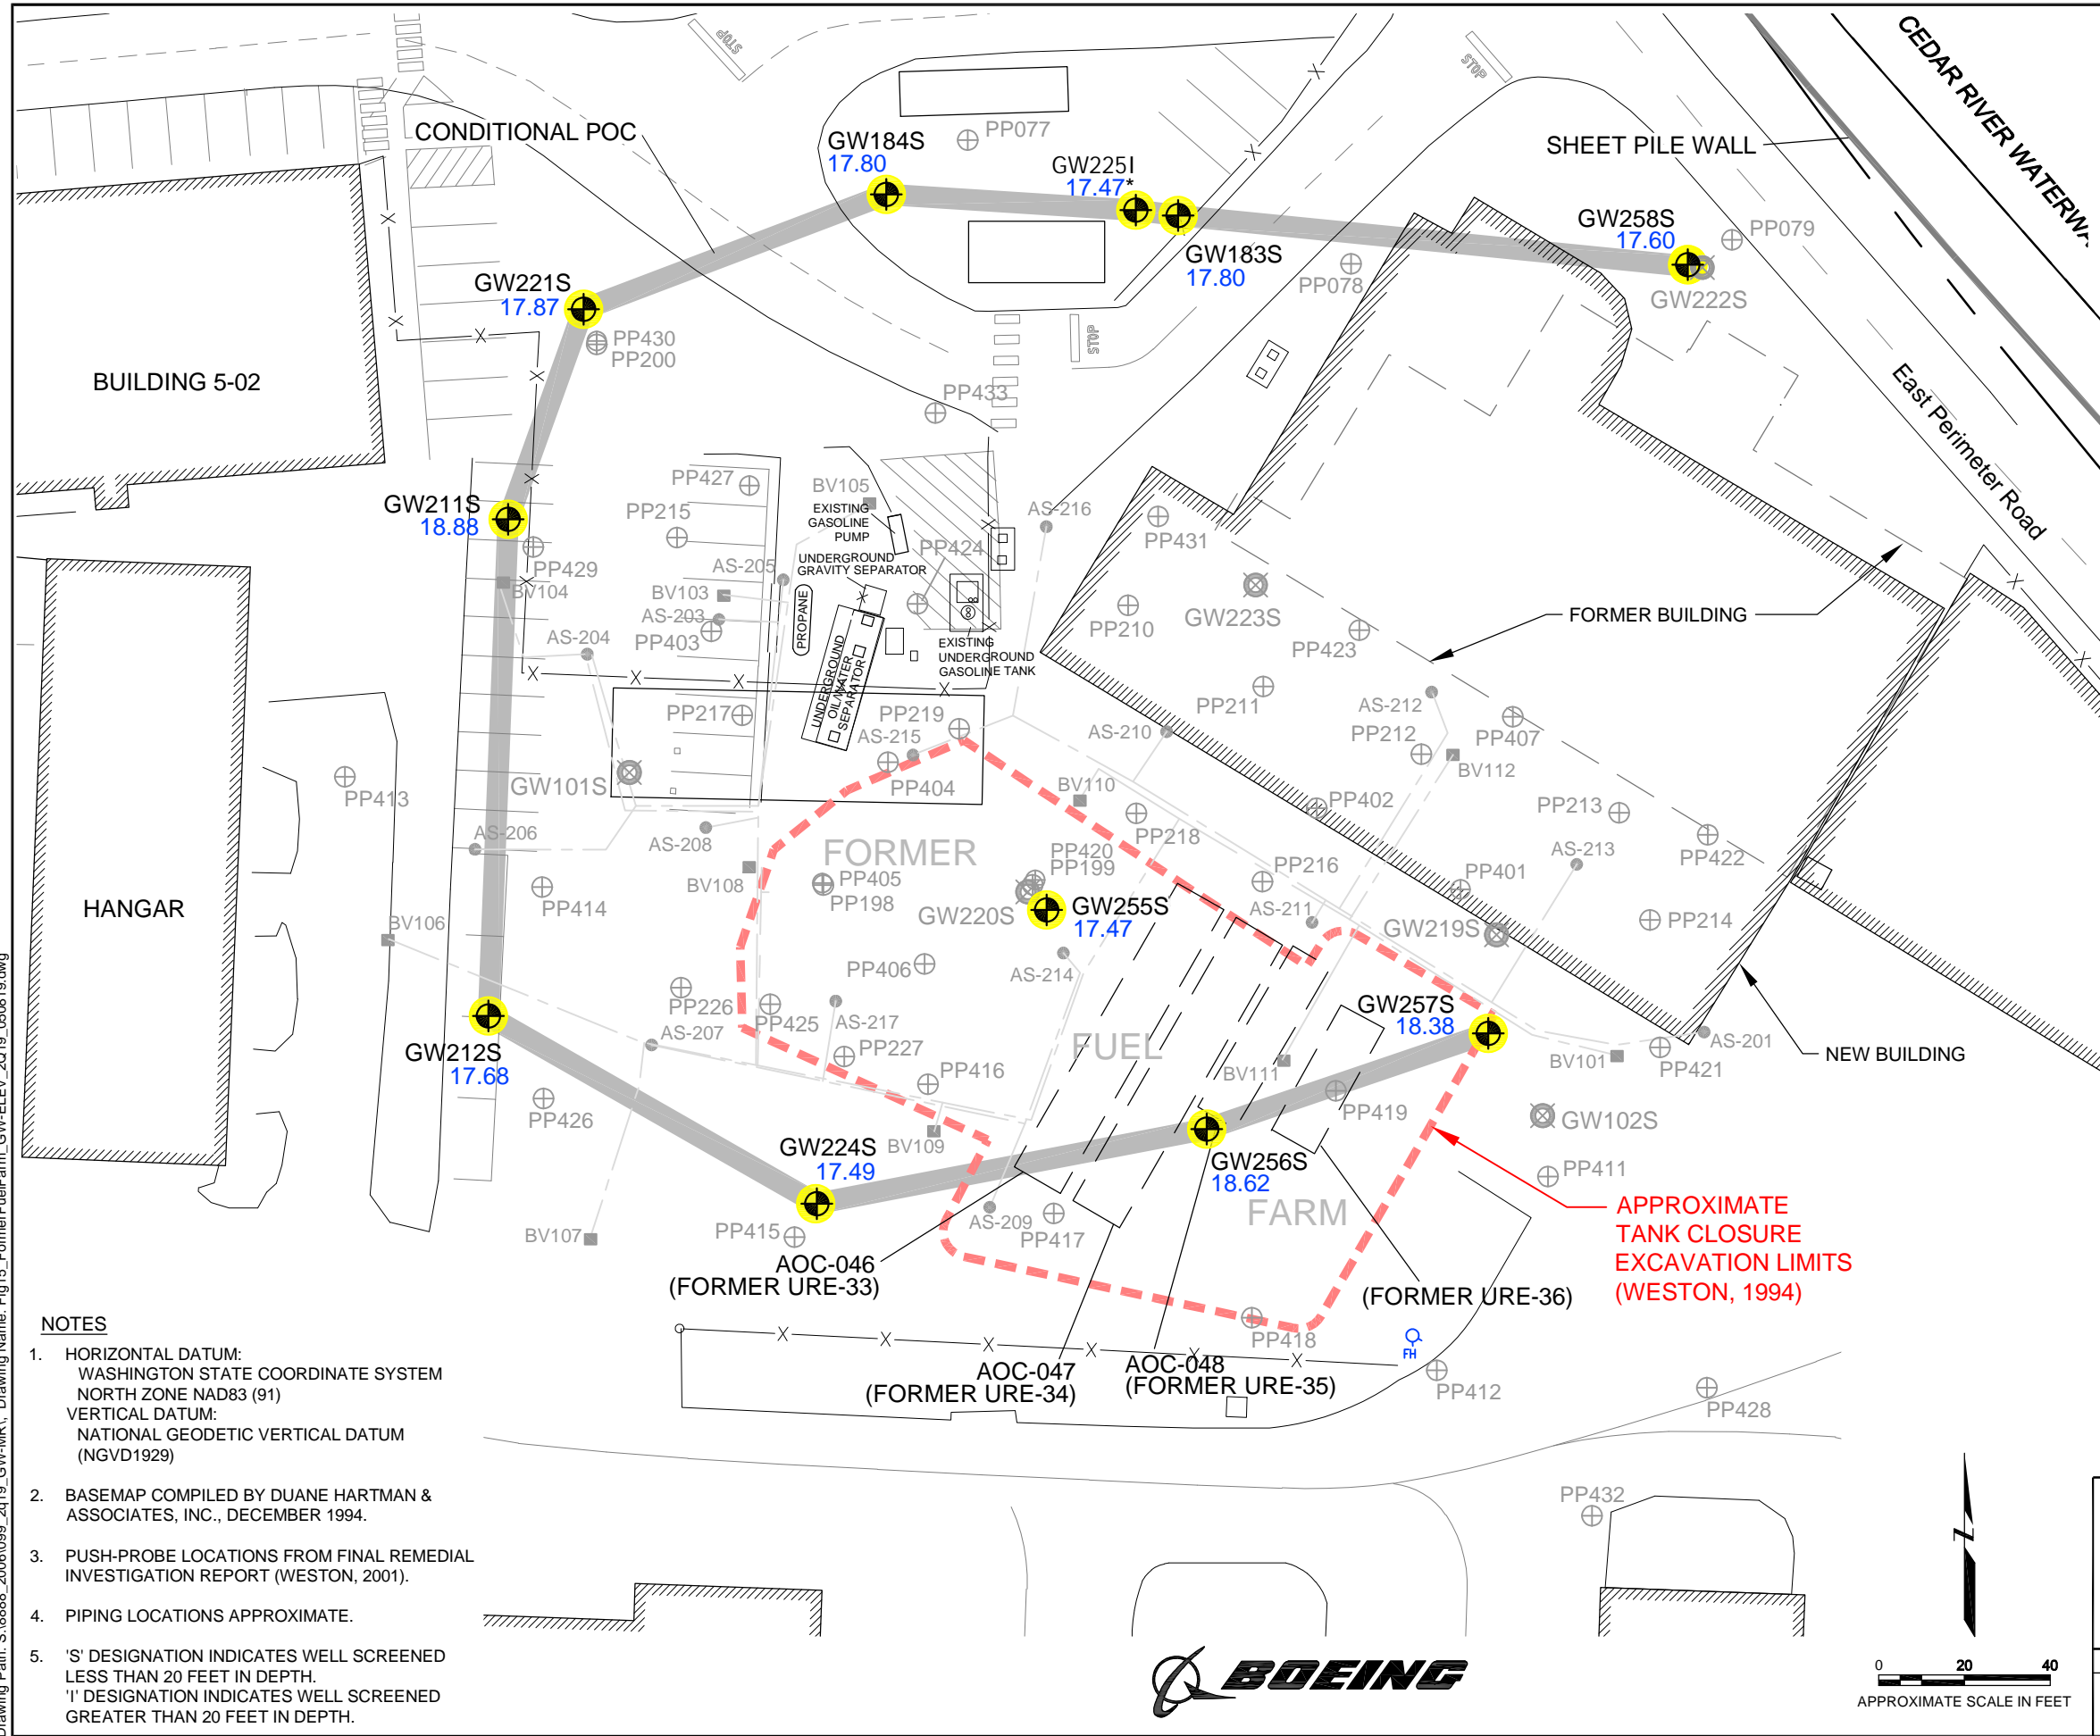 STOP
STOP
CEDAR RIVER WATERWA
CONDITIONAL POC
GW184S
17.80
PP077
GW225I
17.47*
SHEET PILE WALL
GW258S
17.60
PP079
GW183S
17.80
PP078
GW222S
GW221S
17.87
PP430
PP200
STOP
BUILDING 5-02
PP433
East Perimeter Road
PP427
BV105
EXISTING
GASOLINE
PUMP
GW211S
18.88
PP215
AS-216
PP431
PP424
UNDERGROUND
GRAVITY SEPARATOR
PP429
BV104
AS-205
BV103
AS-203
PP403
AS-204
PROPANE
UNDERGROUND
OIL/WATER
SEPARATOR
EXISTING
UNDERGROUND
GASOLINE TANK
PP210
GW223S
PP423
FORMER BUILDING
PP217
PP219
AS-215
PP404
PP211
AS-210
AS-212
PP212
PP407
BV112
PP413
GW101S
BV110
PP218
PP402
PP213
AS-206
AS-208
FORMER
PP420
PP199
PP422
AS-213
BV108
PP405
PP198
PP216
PP401
HANGAR
PP414
GW220S
GW255S
17.47
AS-211
GW219S
PP214
BV106
PP406
AS-214
PP226
PP425
AS-217
GW257S
18.38
GW212S
17.68
AS-207
PP227
FUEL
BV111
BV101
PP421
AS-201
NEW BUILDING
PP416
PP419
PP426
BV109
GW102S
GW224S
17.49
GW256S
18.62
PP411
FARM
BV107
PP415
AS-209
PP417
APPROXIMATE
TANK CLOSURE
EXCAVATION LIMITS
(WESTON, 1994)
AOC-046
(FORMER URE-33)
(FORMER URE-36)
PP418
FH
AOC-047
(FORMER URE-34)
AOC-048
(FORMER URE-35)
PP412
PP428
PP432
NOTES
1. HORIZONTAL DATUM:
WASHINGTON STATE COORDINATE SYSTEM
NORTH ZONE NAD83 (91)
VERTICAL DATUM:
NATIONAL GEODETIC VERTICAL DATUM
(NGVD1929)
2. BASEMAP COMPILED BY DUANE HARTMAN &
ASSOCIATES, INC., DECEMBER 1994.
3. PUSH-PROBE LOCATIONS FROM FINAL REMEDIAL
INVESTIGATION REPORT (WESTON, 2001).
4. PIPING LOCATIONS APPROXIMATE.
5. 'S' DESIGNATION INDICATES WELL SCREENED
LESS THAN 20 FEET IN DEPTH.
'I' DESIGNATION INDICATES WELL SCREENED
GREATER THAN 20 FEET IN DEPTH.
BOEING
Z
0 20 40
APPROXIMATE SCALE IN FEET